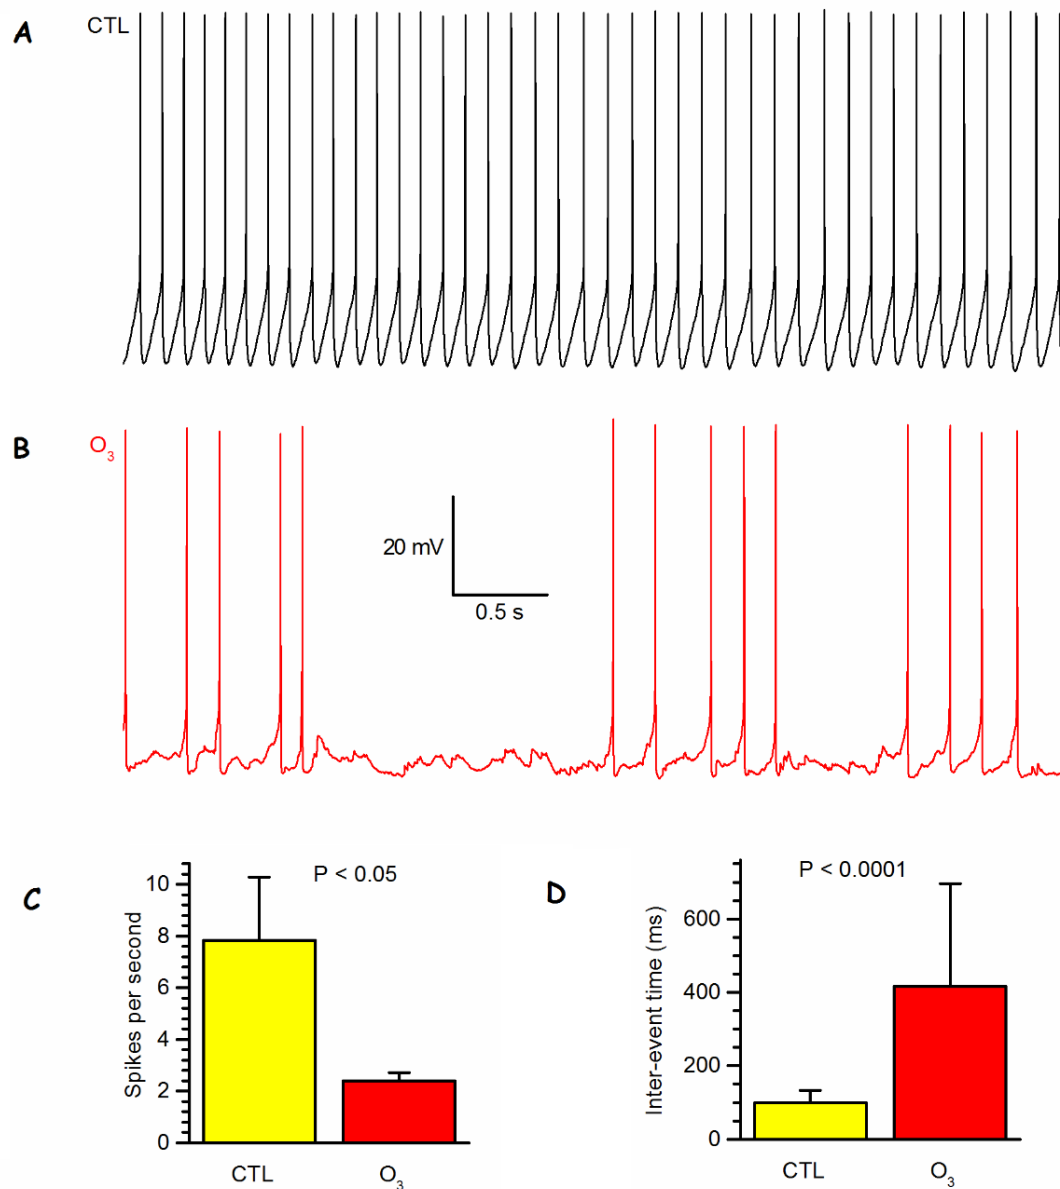 A
CTL
B
O3
20 mV
0.5 s
C
P < 0.05
Spikes per second
10
8
6
4
2
0
CTL
O3
D
P < 0.0001
Inter-event time (ms)
600
400
200
0
CTL
O3